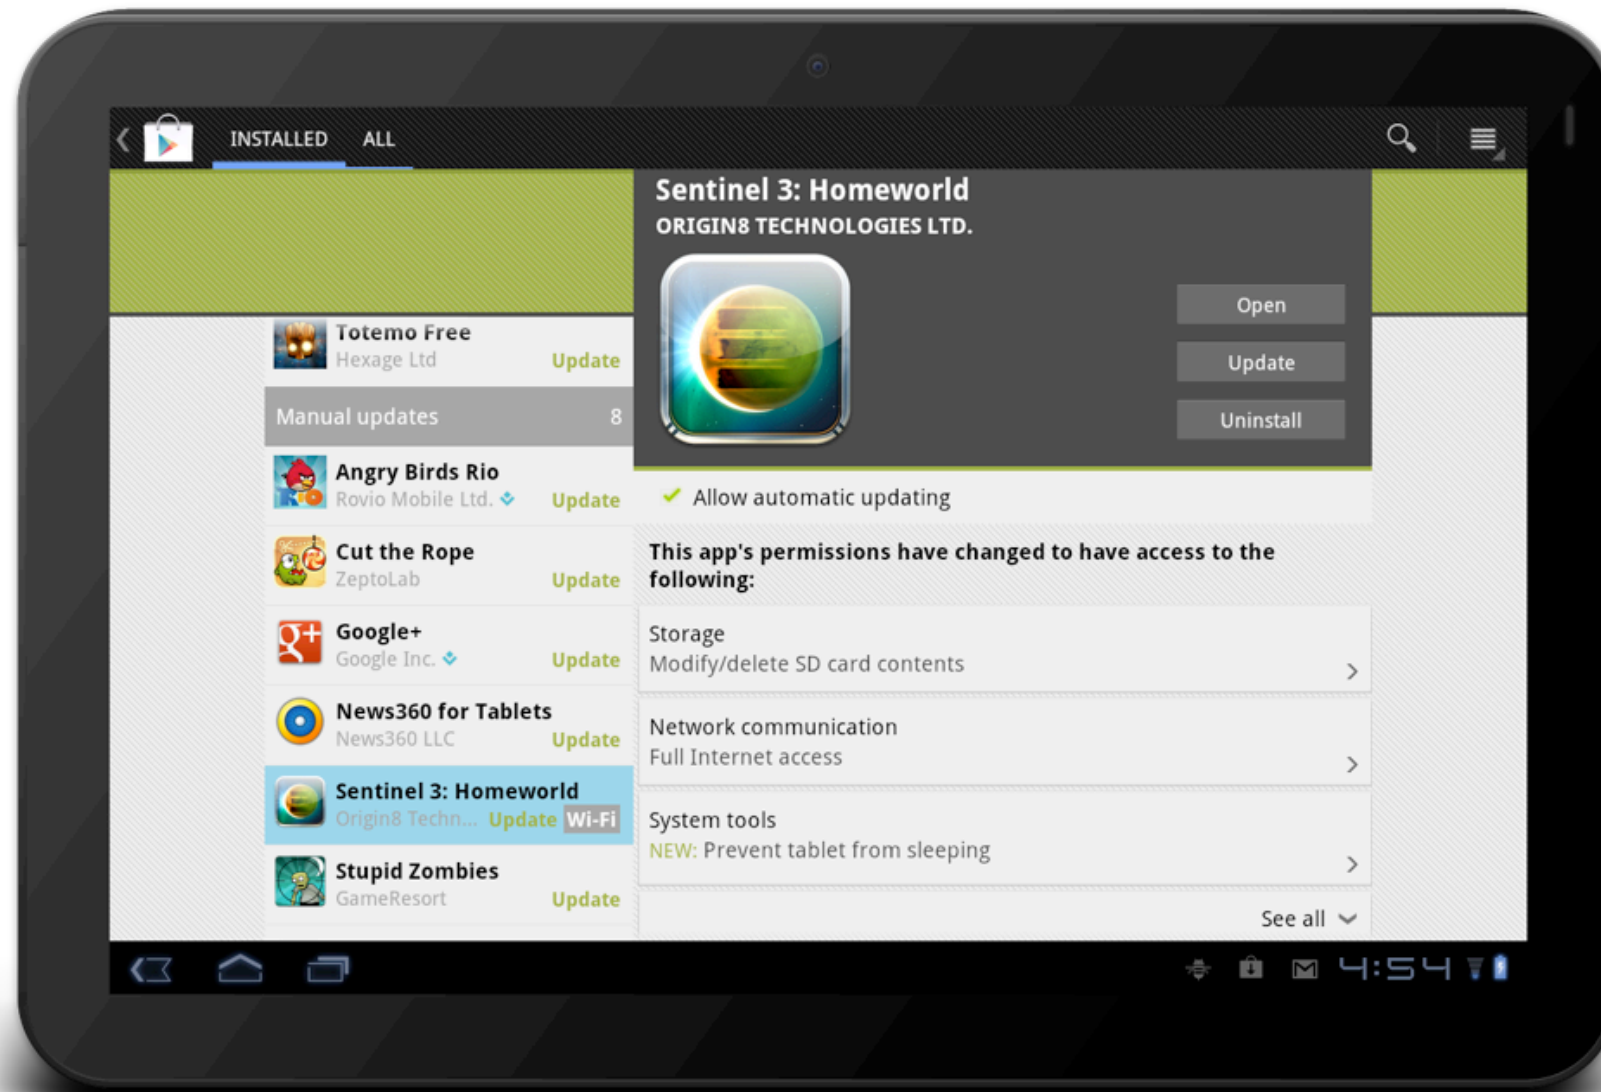 INSTALLED ALL
Sentinel 3: Homeworld
ORIGIN8 TECHNOLOGIES LTD.
Open
Update
Uninstall
Totemo Free
Hexage Ltd Update
Manual updates 8
Angry Birds Rio
Rovio Mobile Ltd. Update
Cut the Rope
ZeptoLab Update
Google+
Google Inc. Update
News360 for Tablets
News360 LLC Update
Sentinel 3: Homeworld
Origin8 Techn... Update Wi-Fi
Stupid Zombies
GameResort Update
Allow automatic updating
This app's permissions have changed to have access to the
following:
Storage
Modify/delete SD card contents
Network communication
Full Internet access
System tools
NEW: Prevent tablet from sleeping
See all
4:54